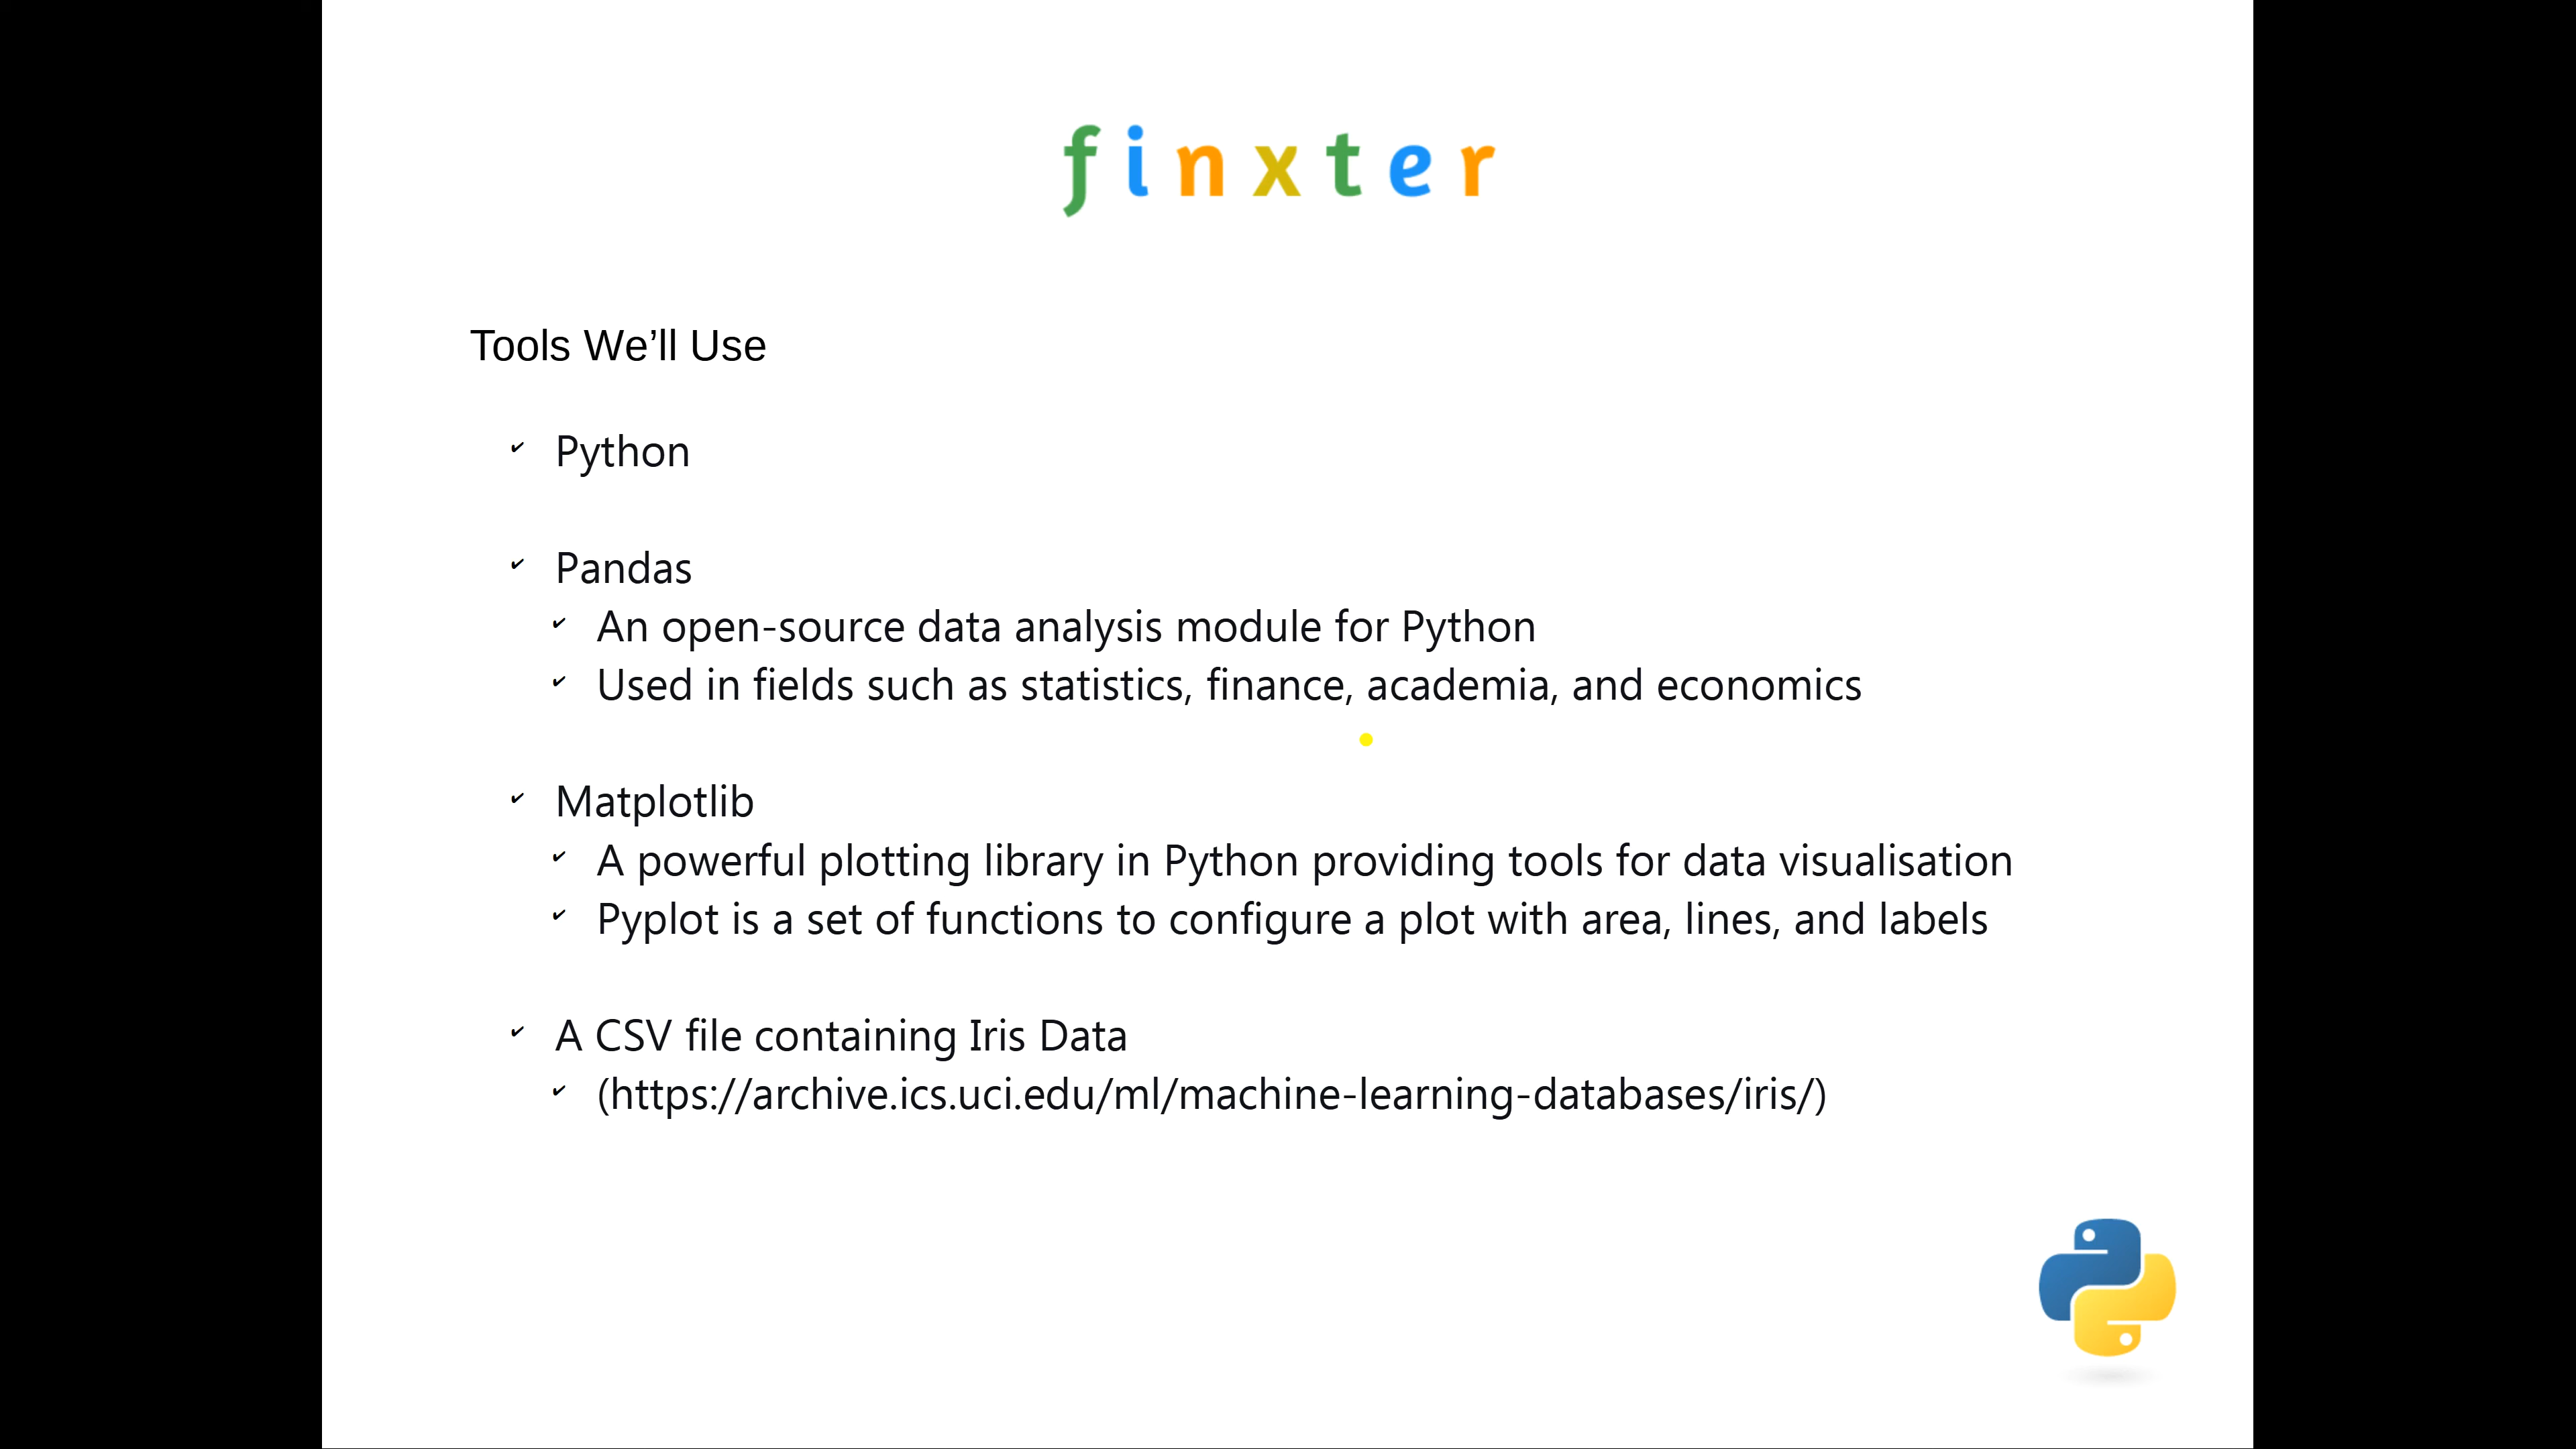 finxter
Tools We’ll Use
Python
Pandas
An open-source data analysis module for Python
Used in fields such as statistics, finance, academia, and economics
Matplotlib
A powerful plotting library in Python providing tools for data visualisation
Pyplot is a set of functions to configure a plot with area, lines, and labels
A CSV file containing Iris Data
(https://archive.ics.uci.edu/ml/machine-learning-databases/iris/)